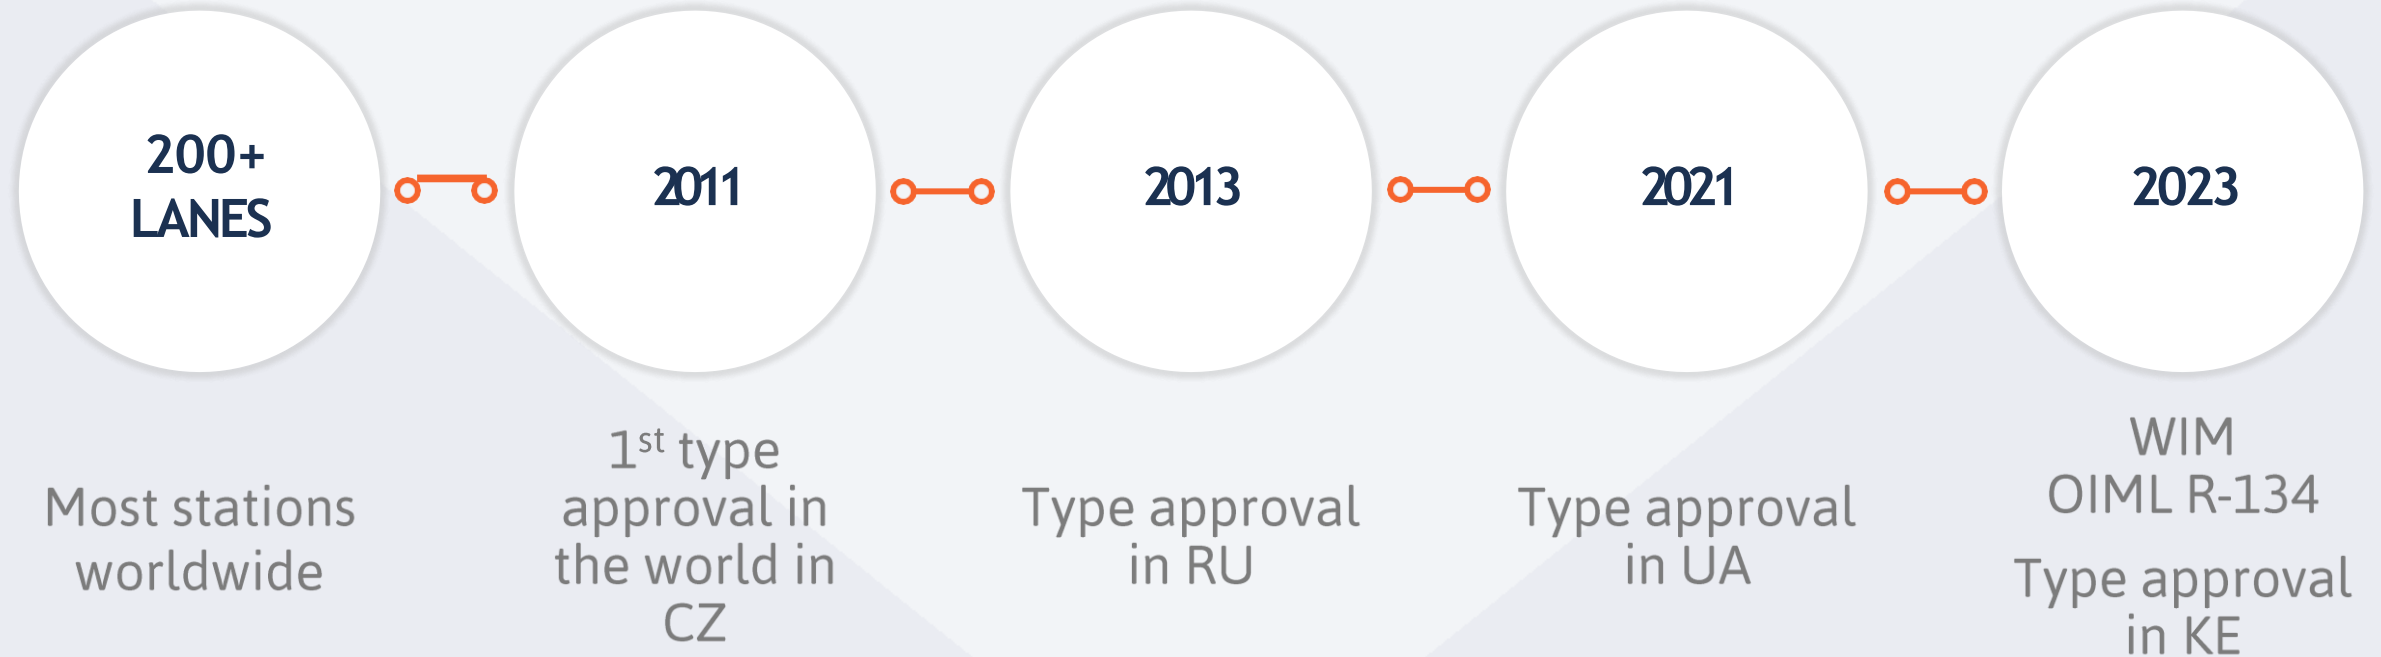 200+
LANES
2011
2013
2021
2023
Most stations
worldwide
1st type
approval in
the world in
CZ
Type approval
in RU
Type approval
in UA
WIM
OIML R-134
Type approval
in KE